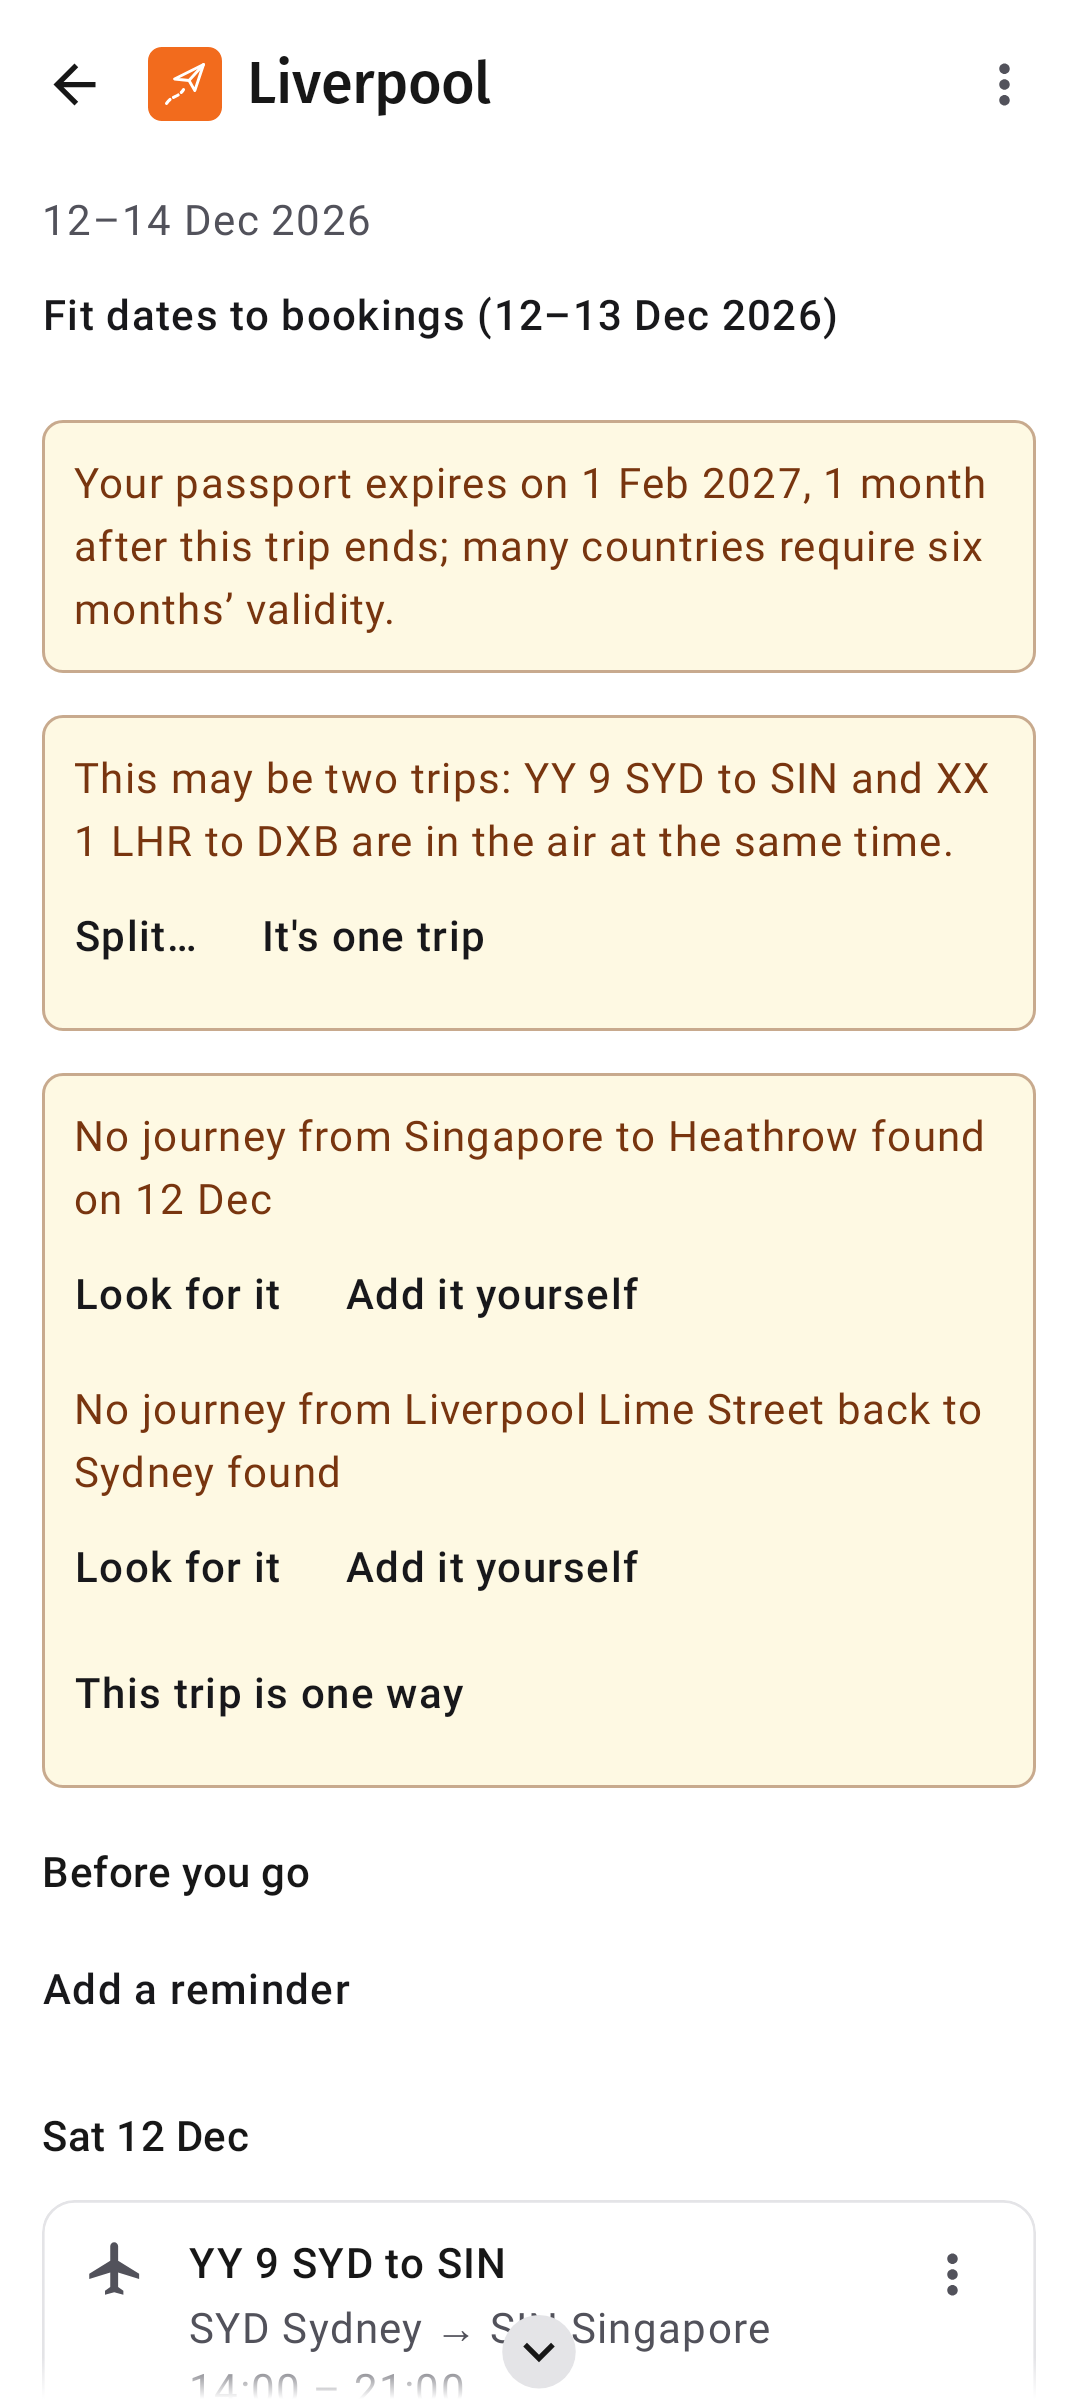 Liverpool
12–14 Dec 2026
Fit dates to bookings (12–13 Dec 2026)
Your passport expires on 1 Feb 2027, 1 month
after this trip ends; many countries require six
months’ validity.
This may be two trips: YY 9 SYD to SIN and XX
1 LHR to DXB are in the air at the same time.
Split… It's one trip
No journey from Singapore to Heathrow found
on 12 Dec
Look for it Add it yourself
No journey from Liverpool Lime Street back to
Sydney found
Look for it Add it yourself
This trip is one way
Before you go
Add a reminder
Sat 12 Dec
YY 9 SYD to SIN
SYD Sydney → SIN Singapore
14:00 – 21:00